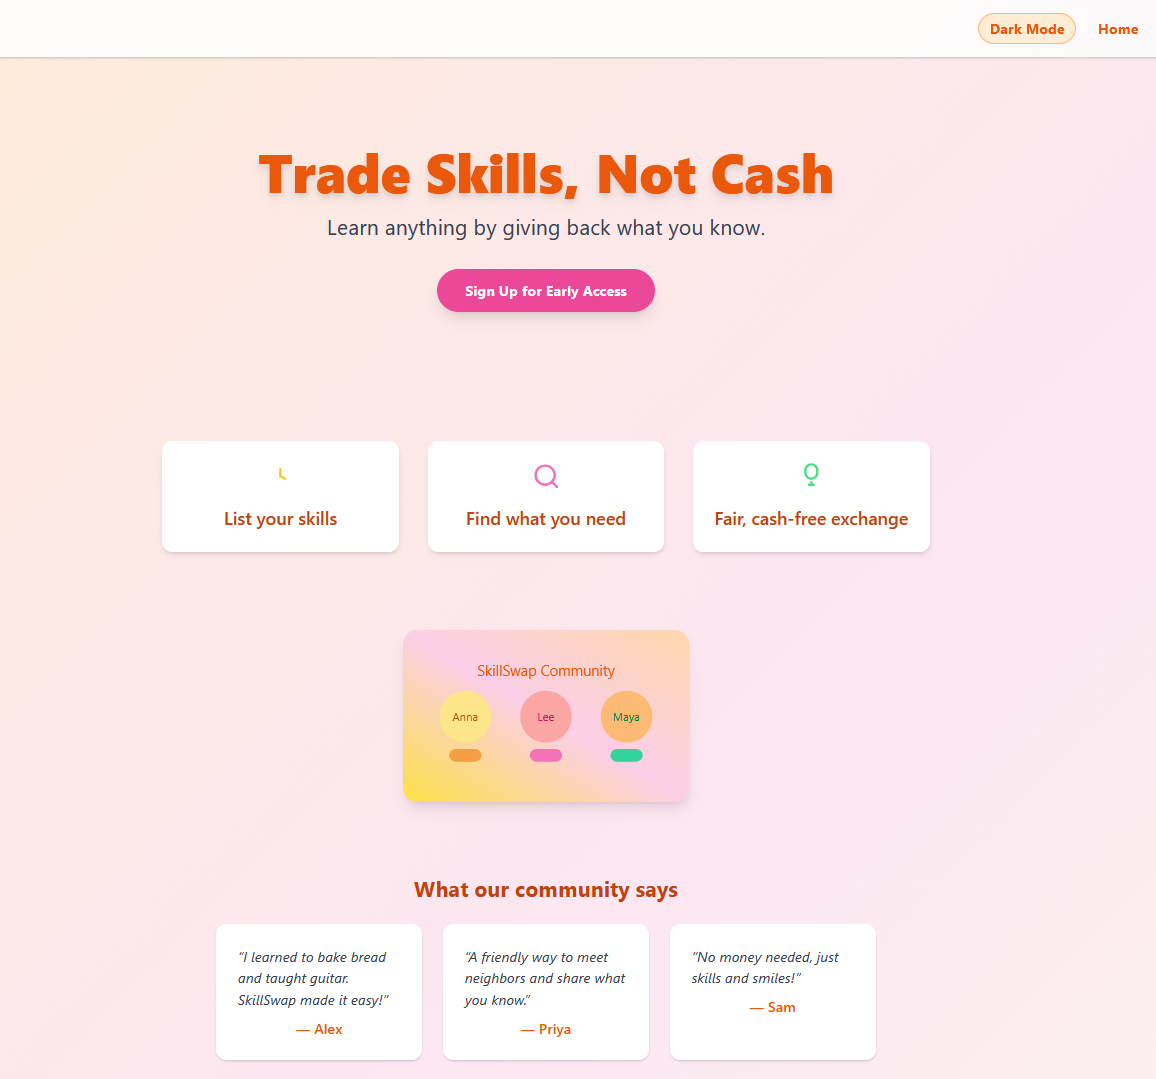 Dark Mode Home
Trade Skills, Not Cash
Learn anything by giving back what you know.
Sign Up for Early Access
List your skills
Find what you need
Fair, cash-free exchange
SkillSwap Community
Anna
Lee
Maya
What our community says
“I learned to bake bread
and taught guitar.
SkillSwap made it easy!”
— Alex
“A friendly way to meet
neighbors and share what
you know.”
— Priya
“No money needed, just
skills and smiles!”
— Sam